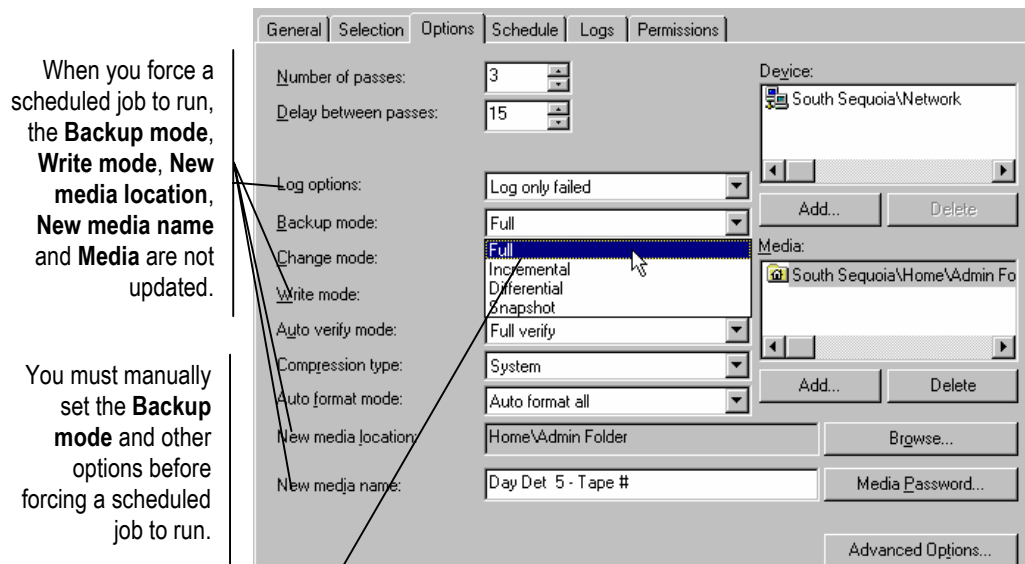 General Selection Options Schedule Logs Permissions
When you force a
scheduled job to run,
the Backup mode,
Write mode, New
media location,
New media name
and Media are not
updated.
You must manually
set the Backup
mode and other
options before
forcing a scheduled
job to run.
Number of passes: 3
Delay between passes: 15
Log options: Log only failed
Backup mode: Full
Full
Incremental
Differential
Snapshot
Change mode:
Write mode:
Auto verify mode: Full verify
Compression type: System
Auto format mode: Auto format all
New media location: Home\Admin Folder
New media name: Day Det 5 - Tape #
Device:
South Sequoia\Network
Add... Delete
Media:
South Sequoia\Home\Admin Fo
Add... Delete
Browse...
Media Password...
Advanced Options...